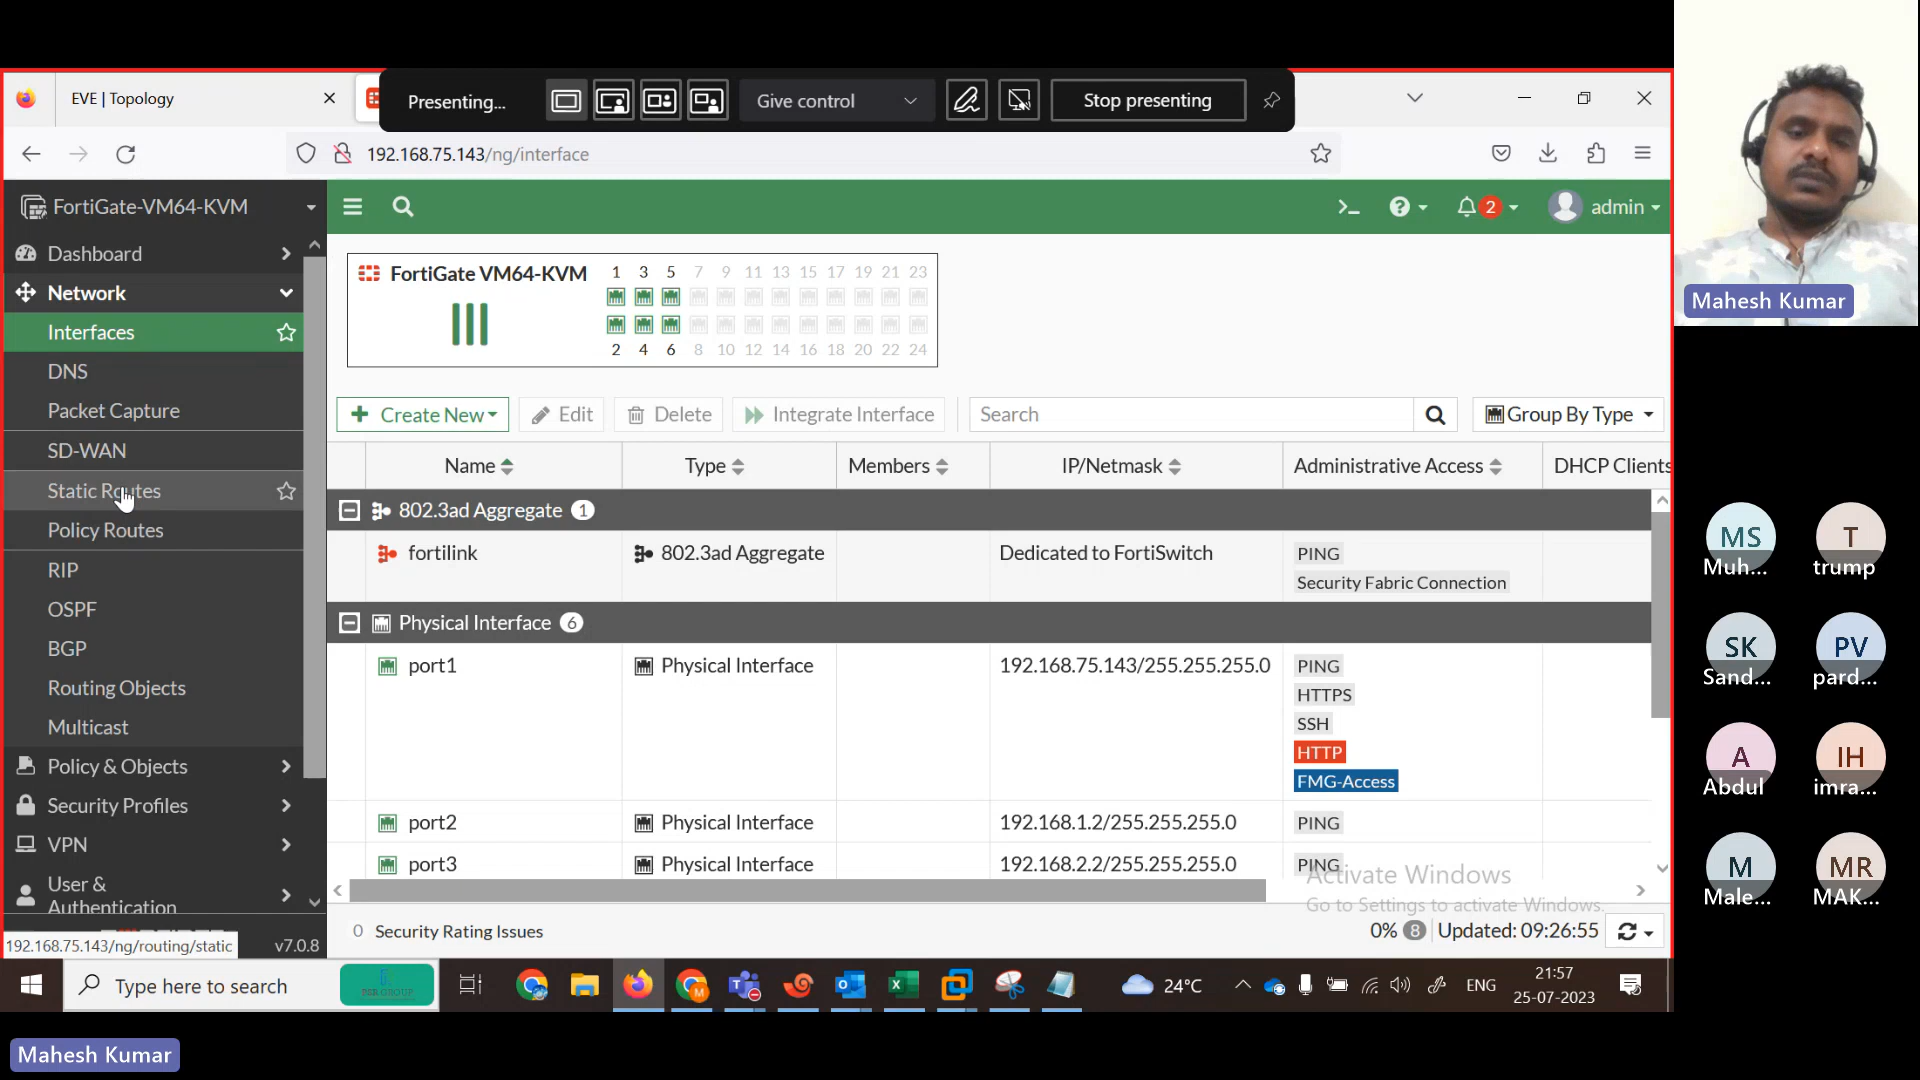 EVE | Topology
Presenting...
Give control
Stop presenting
192.168.75.143/ng/interface
FortiGate-VM64-KVM
2
admin
Dashboard
Network
Interfaces
DNS
Packet Capture
SD-WAN
Static Routes
Policy Routes
RIP
OSPF
BGP
Routing Objects
Multicast
Policy & Objects
Security Profiles
VPN
User &
Authentication
192.168.75.143/ng/routing/static
v7.0.8
FortiGate VM64-KVM
1 3 5 7 9 11 13 15 17 19 21 23
2 4 6 8 10 12 14 16 18 20 22 24
Create New
Edit
Delete
Integrate Interface
Search
Group By Type
Name Type Members IP/Netmask Administrative Access DHCP Clients
802.3ad Aggregate 1
fortilink 802.3ad Aggregate Dedicated to FortiSwitch PING
Security Fabric Connection
Physical Interface 6
port1 Physical Interface 192.168.75.143/255.255.255.0 PING
HTTPS
SSH
HTTP
FMG-Access
port2 Physical Interface 192.168.1.2/255.255.255.0 PING
port3 Physical Interface 192.168.2.2/255.255.255.0 PING
Activate Windows
Go to Settings to activate Windows.
0 Security Rating Issues
0% 8 Updated: 09:26:55
Type here to search
24°C
ENG
21:57
25-07-2023
Mahesh Kumar
MS
Muh...
T
trump
SK
Sand...
PV
pard...
A
Abdul
IH
imra...
M
Male...
MR
MAK...
Mahesh Kumar